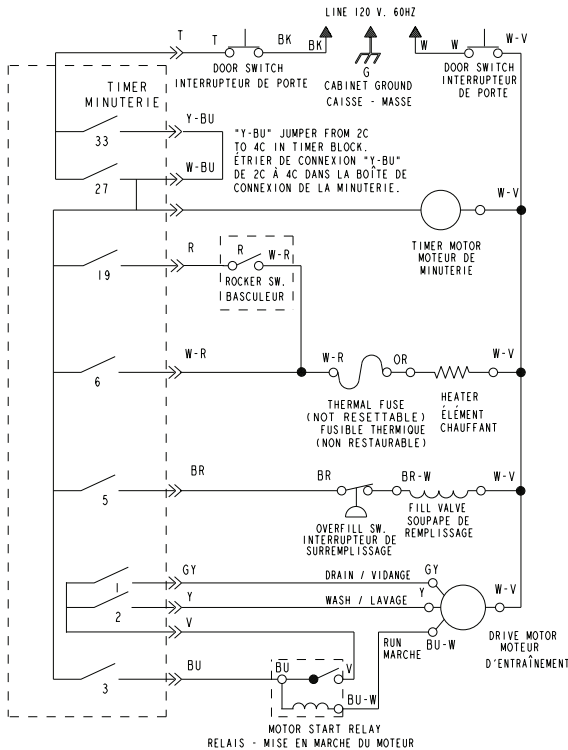 LINE 120 V. 60HZ
T
T
BK
BK
W
W
W-V
DOOR SWITCH
INTERRUPTEUR DE PORTE
G
CABINET GROUND
CAISSE - MASSE
DOOR SWITCH
INTERRUPTEUR
DE PORTE
TIMER
MINUTERIE
Y-BU
33
"Y-BU" JUMPER FROM 2C
TO 4C IN TIMER BLOCK.
ÉTRIER DE CONNEXION "Y-BU"
DE 2C À 4C DANS LA BOÎTE DE
CONNEXION DE LA MINUTERIE.
W-BU
27
W-V
TIMER MOTOR
MOTEUR DE
MINUTERIE
R
R
W-R
19
ROCKER SW.
BASCULEUR
W-R
W-R
OR
W-V
6
THERMAL FUSE
(NOT RESETTABLE)
FUSIBLE THERMIQUE
(NON RESTAURABLE)
HEATER
ÉLÉMENT
CHAUFFANT
BR
BR
BR-W
W-V
5
OVERFILL SW.
INTERRUPTEUR DE
SURREMPLISSAGE
FILL VALVE
SOUPAPE DE
REMPLISSAGE
GY
DRAIN / VIDANGE
GY
1
Y
WASH / LAVAGE
Y
W-V
2
V
RUN
MARCHE
BU-W
DRIVE MOTOR
MOTEUR
D'ENTRAÎNEMENT
BU
BU
V
3
BU-W
MOTOR START RELAY
RELAIS - MISE EN MARCHE DU MOTEUR